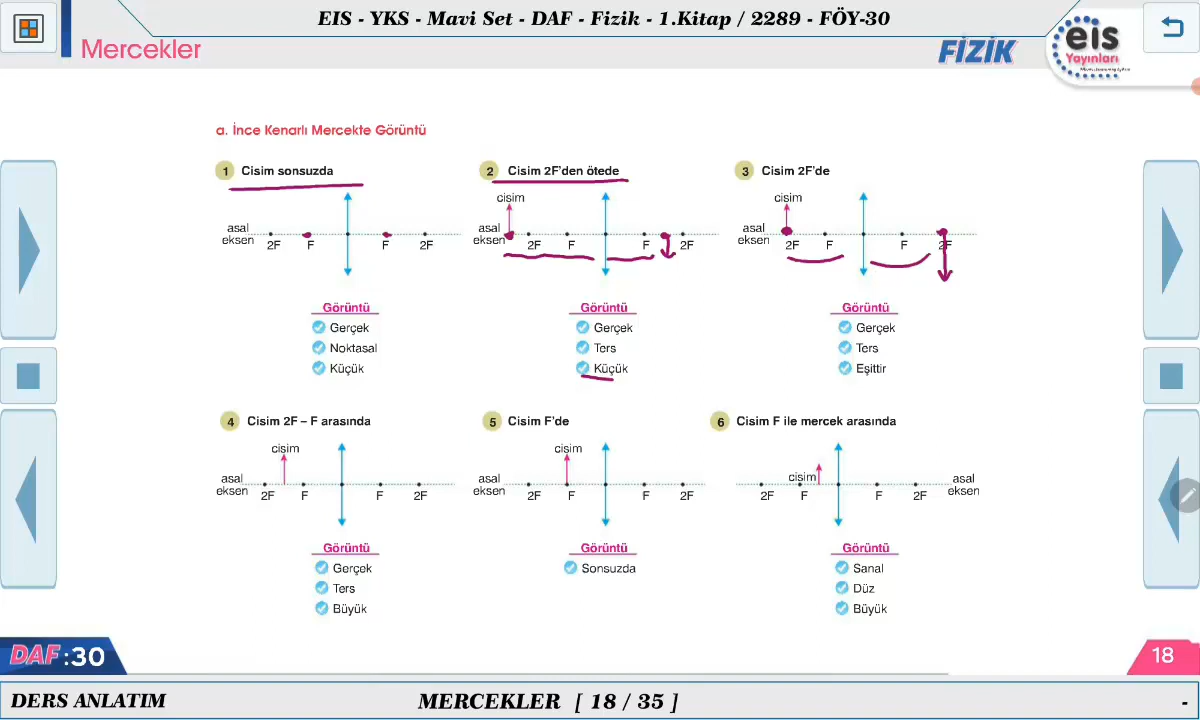 EIS - YKS - Mavi Set - DAF - Fizik - 1.Kitap / 2289 - FÖY-30
Mercekler
FİZİK
eis
Yayınları
a. İnce Kenarlı Mercekte Görüntü
1 Cisim sonsuzda
asal eksen
2F F F 2F
Görüntü
Gerçek
Noktasal
Küçük
2 Cisim 2F'den ötede
cisim
asal eksen
2F F F 2F
Görüntü
Gerçek
Ters
Küçük
3 Cisim 2F'de
cisim
asal eksen
2F F F 2F
Görüntü
Gerçek
Ters
Eşittir
4 Cisim 2F – F arasında
cisim
asal eksen
2F F F 2F
Görüntü
Gerçek
Ters
Büyük
5 Cisim F'de
cisim
asal eksen
2F F F 2F
Görüntü
Sonsuzda
6 Cisim F ile mercek arasında
cisim
asal eksen
2F F F 2F
Görüntü
Sanal
Düz
Büyük
DAF:30
18
DERS ANLATIM
MERCEKLER [ 18 / 35 ]
-